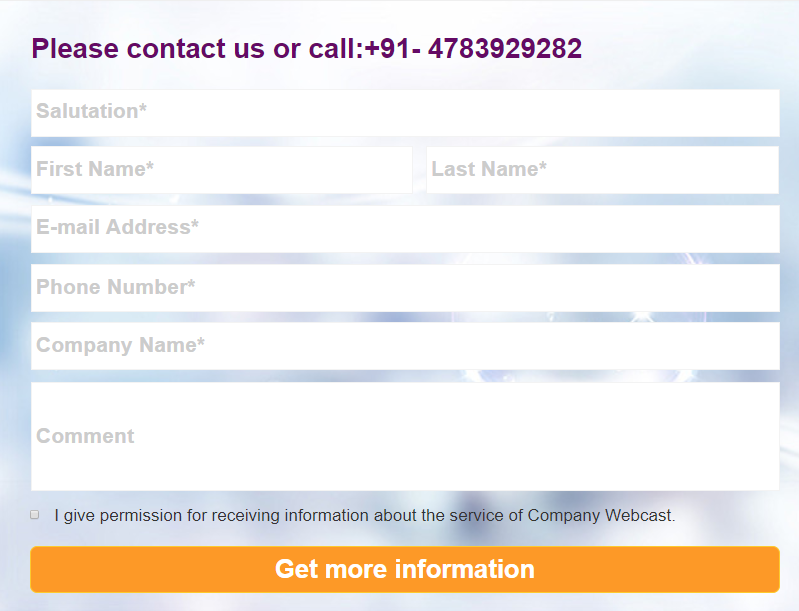 Please contact us or call:+91- 4783929282
Salutation*
First Name* Last Name*
E-mail Address*
Phone Number*
Company Name*
Comment
I give permission for receiving information about the service of Company Webcast.
Get more information